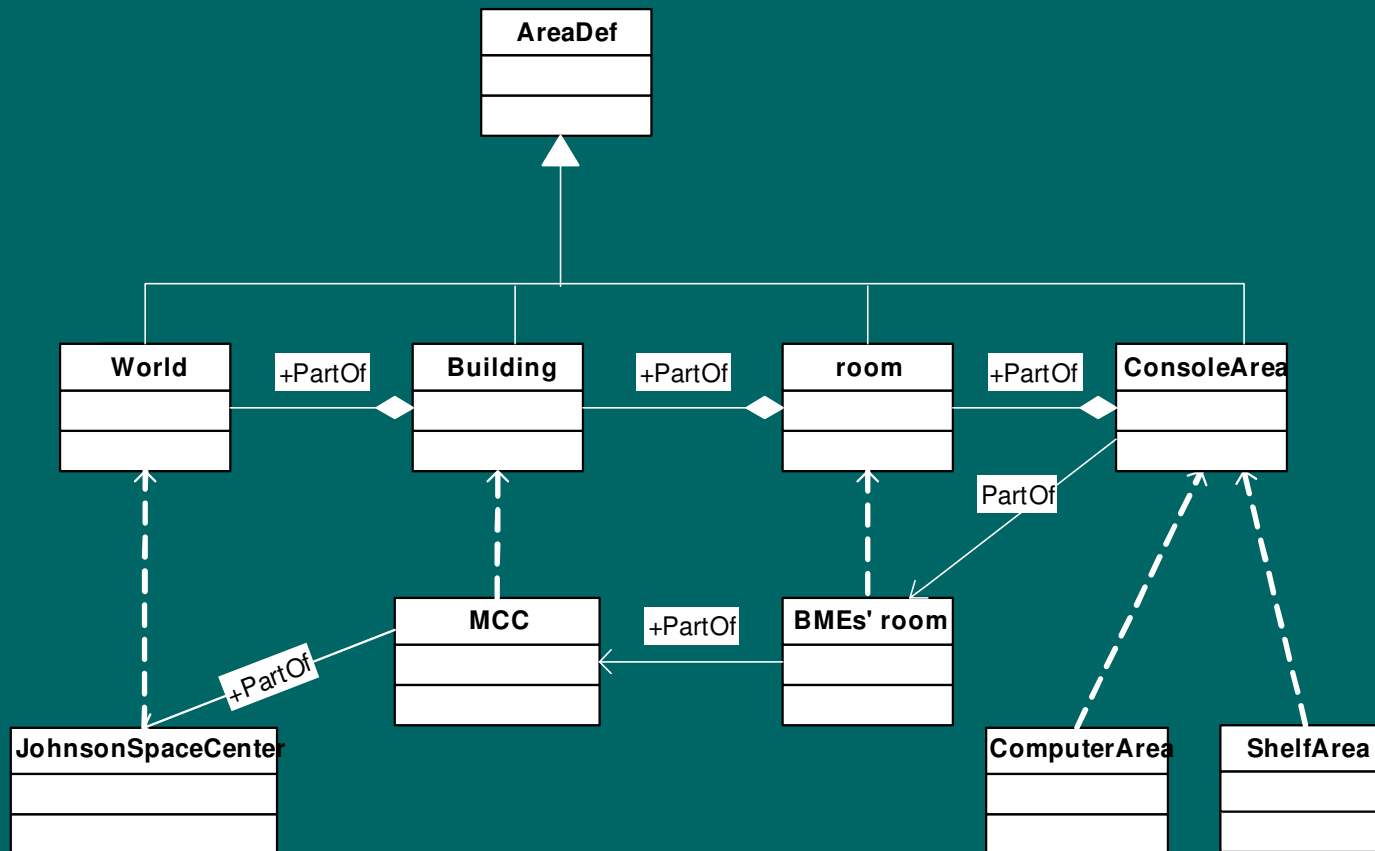 AreaDef
World
+PartOf
Building
+PartOf
room
+PartOf
ConsoleArea
PartOf
MCC
+PartOf
BMEs' room
+PartOf
JohnsonSpaceCenter
ComputerArea
ShelfArea